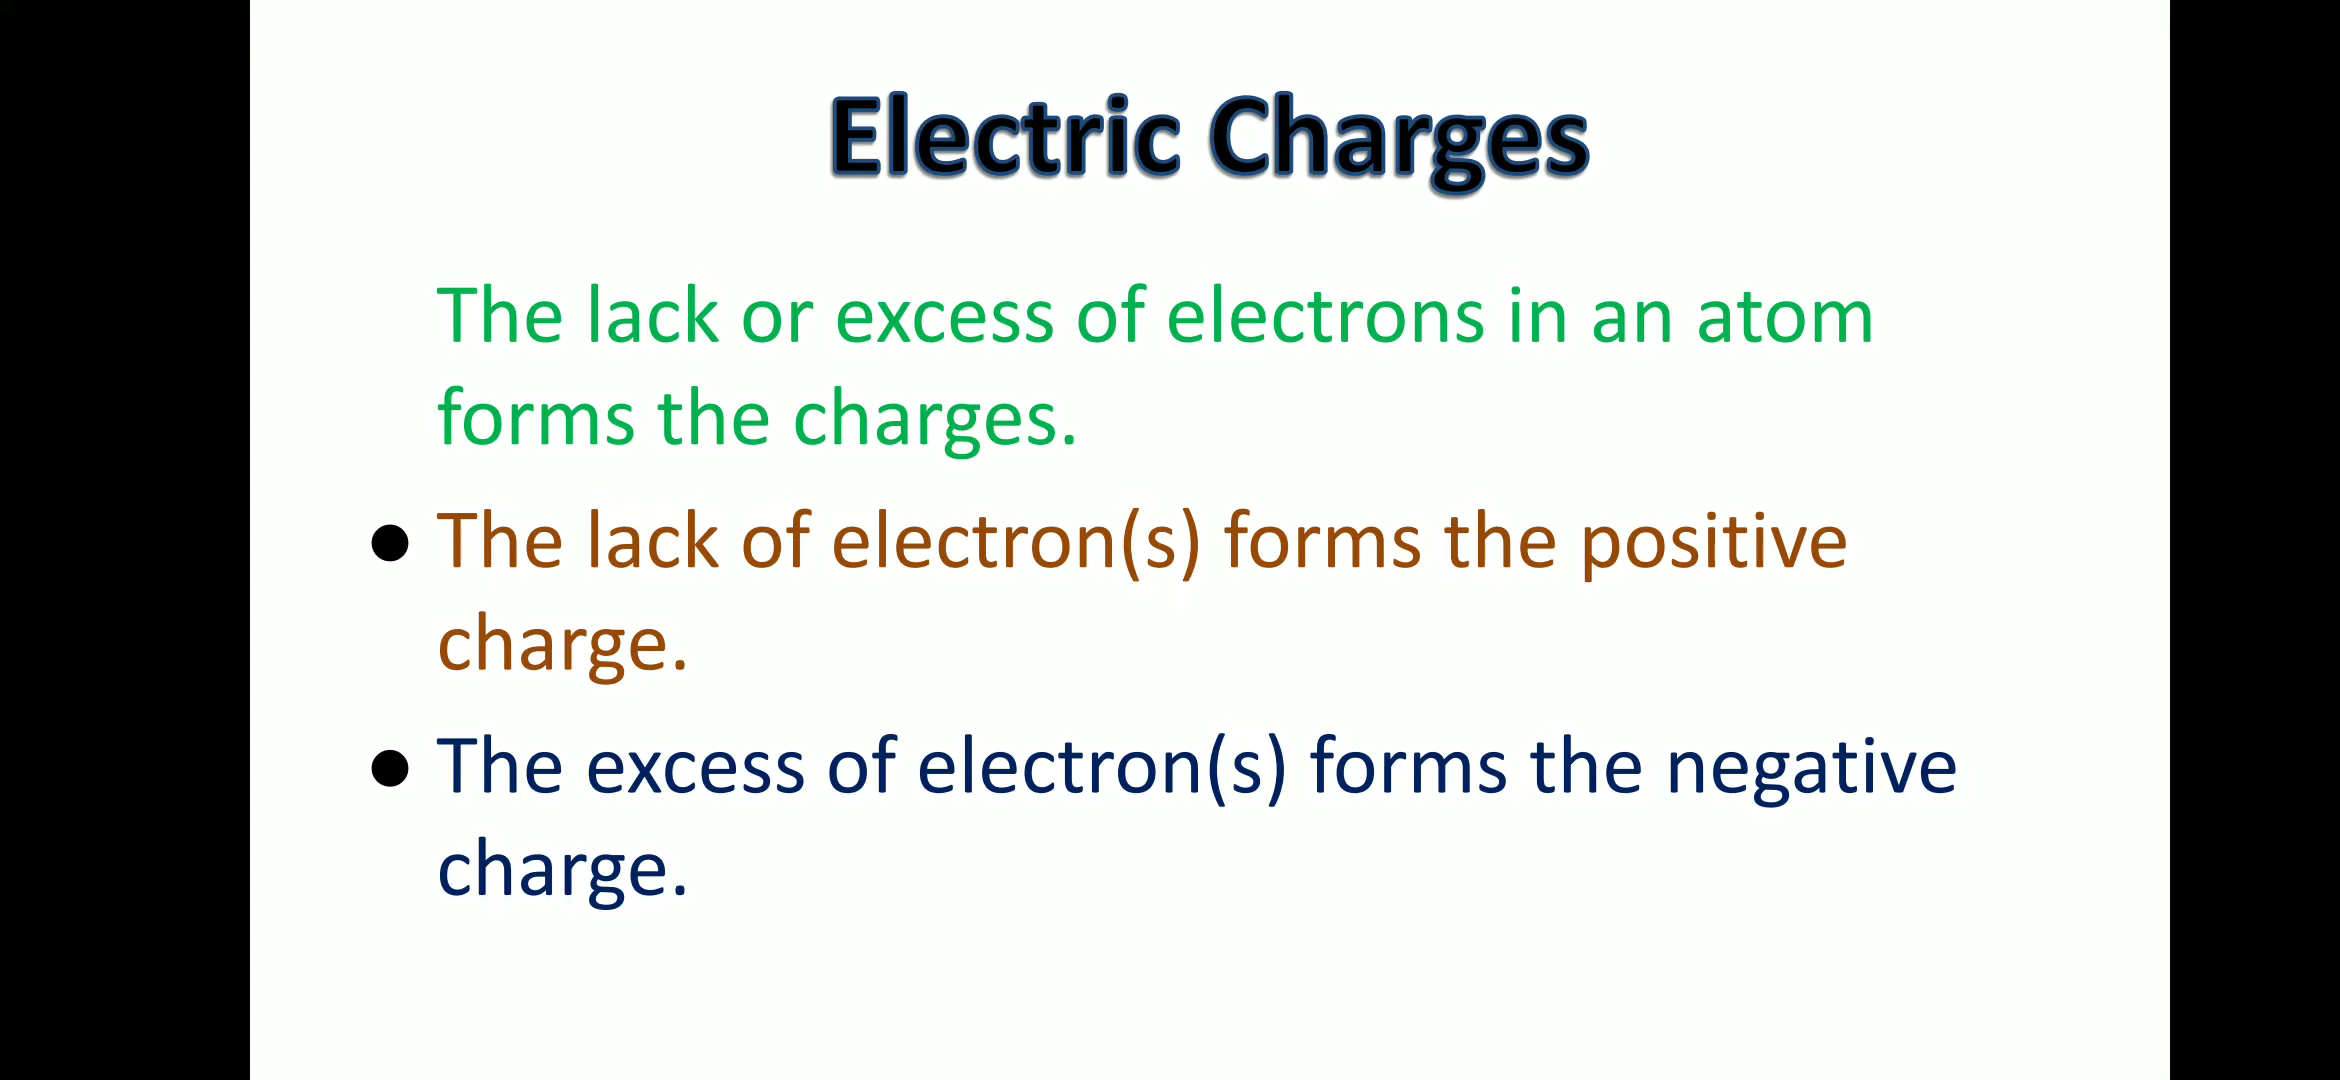 Electric Charges
The lack or excess of electrons in an atom
forms the charges.
● The lack of electron(s) forms the positive
charge.
● The excess of electron(s) forms the negative
charge.